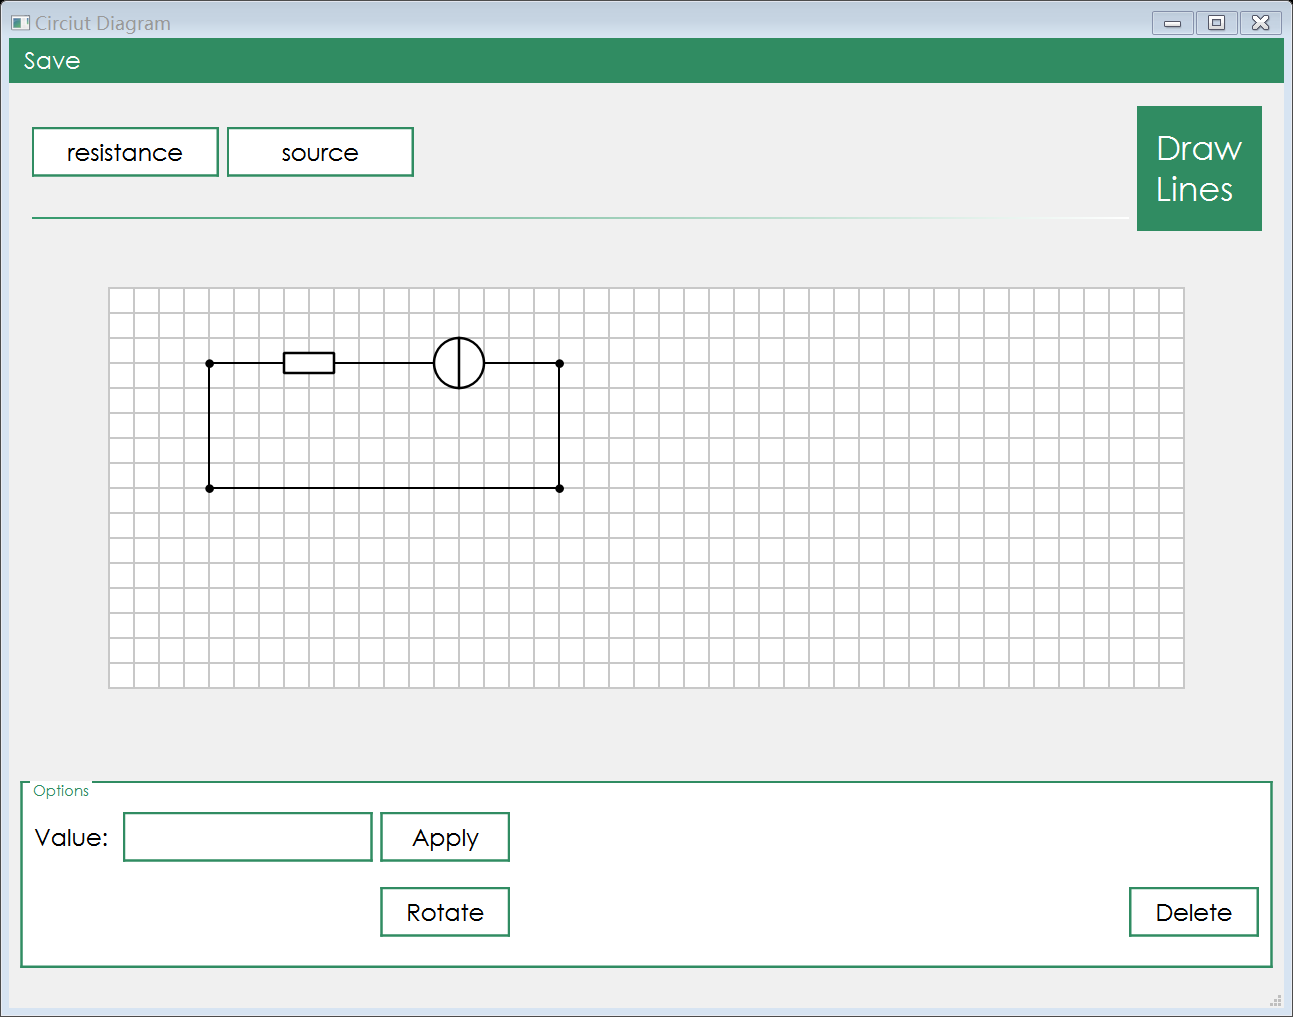 Circiut Diagram
Save
resistance
source
Draw
Lines
Options
Value:
Apply
Rotate
Delete